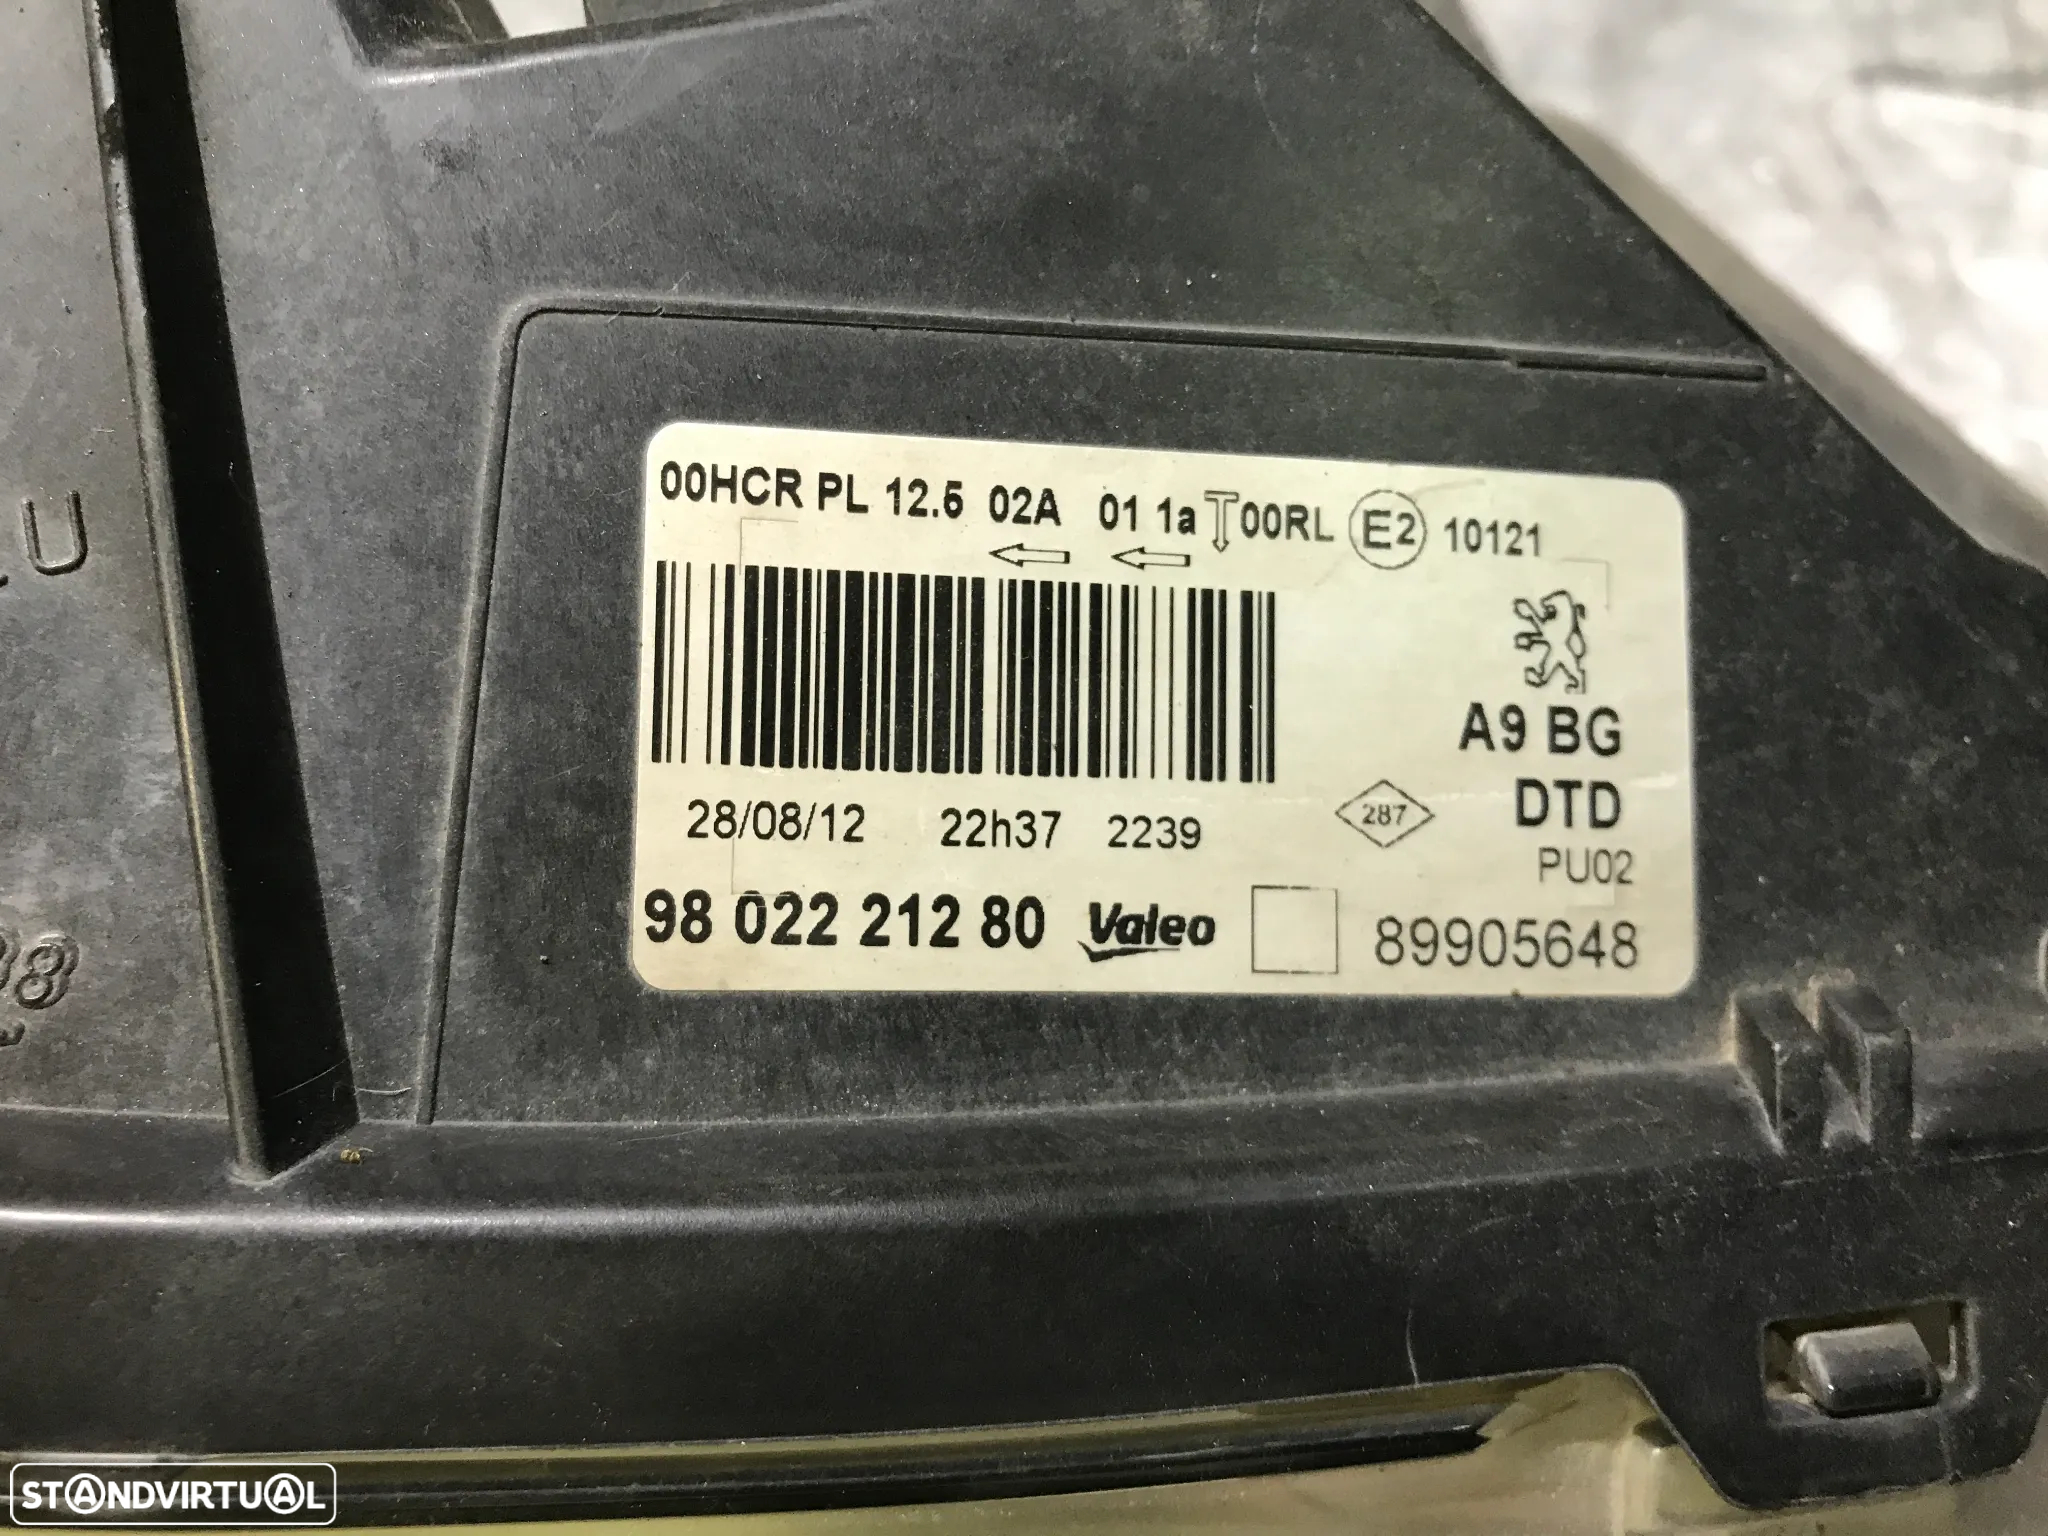 00HCR PL 12.5 02A 01 1a 00RL E2 10121
A9 BG
28/08/12 22h37 2239
287
DTD
PU02
98 022 212 80 Valeo 89905648
U
STANDVIRTUAL